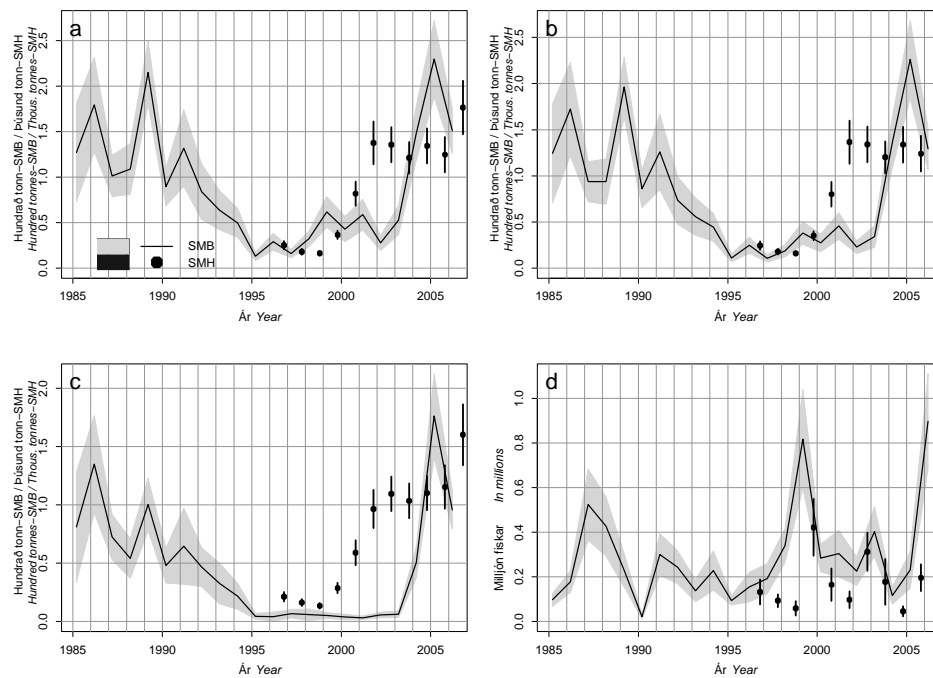 a
Hundrað tonn−SMB / Þúsund tonn−SMH
Hundred tonnes−SMB / Thous. tonnes−SMH
0.0 0.5 1.0 1.5 2.0 2.5
SMB
SMH
1985 1990 1995 2000 2005
Ár Year
b
Hundrað tonn−SMB / Þúsund tonn−SMH
Hundred tonnes−SMB / Thous. tonnes−SMH
0.0 0.5 1.0 1.5 2.0 2.5
1985 1990 1995 2000 2005
Ár Year
c
Hundrað tonn−SMB / Þúsund tonn−SMH
Hundred tonnes−SMB / Thous. tonnes−SMH
0.0 0.5 1.0 1.5 2.0
1985 1990 1995 2000 2005
Ár Year
d
Milljón fiskar In millions
0.0 0.2 0.4 0.6 0.8 1.0
1985 1990 1995 2000 2005
Ár Year